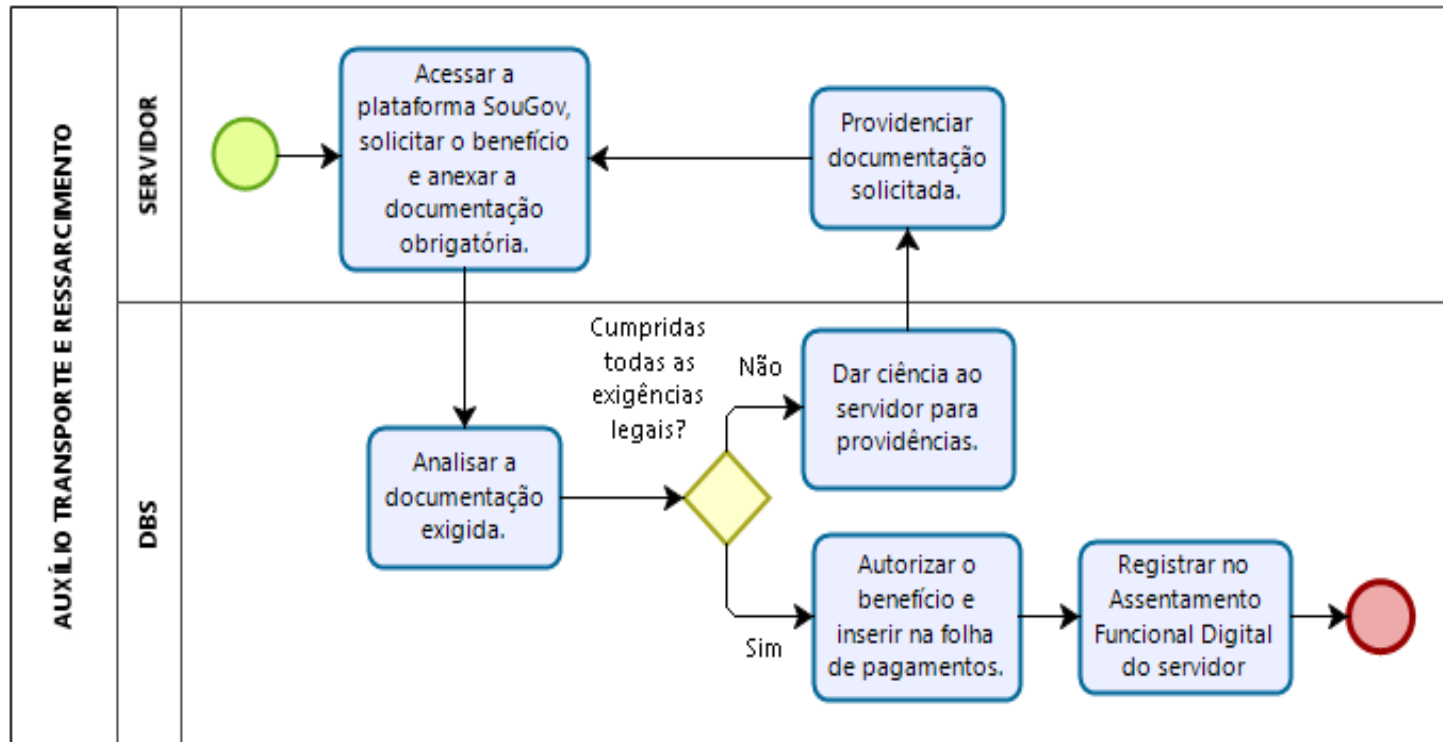 AUXÍLIO TRANSPORTE E RESSARCIMENTO
SERVIDOR
Acessar a
plataforma SouGov,
solicitar o benefício
e anexar a
documentação
obrigatória.
Providenciar
documentação
solicitada.
DBS
Analisar a
documentação
exigida.
Cumpridas
todas as
exigências
legais?
Não
Dar ciência ao
servidor para
providências.
Sim
Autorizar o
benefício e
inserir na folha
de pagamentos.
Registrar no
Assentamento
Funcional Digital
do servidor